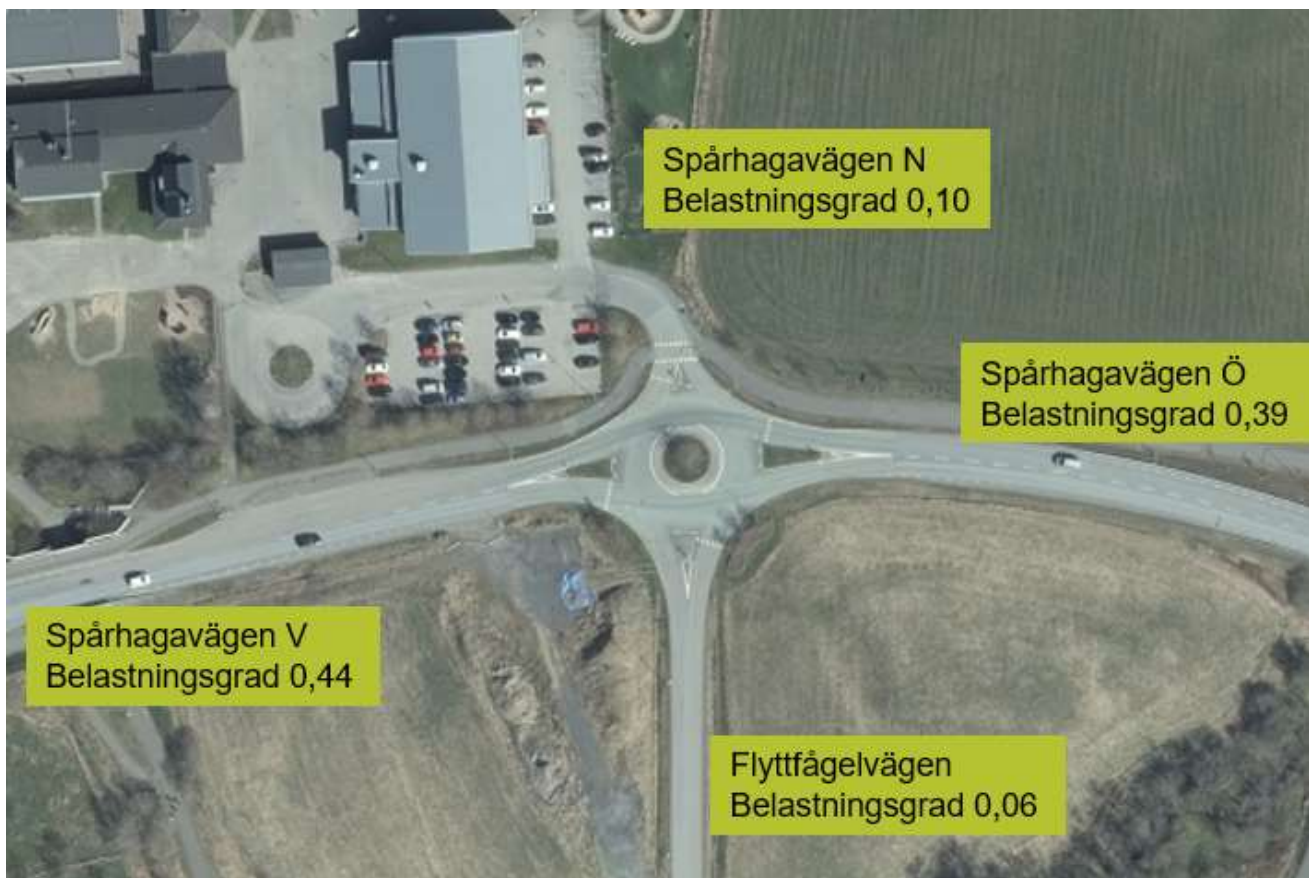 Spårhagavägen N
Belastningsgrad 0,10
Spårhagavägen Ö
Belastningsgrad 0,39
Spårhagavägen V
Belastningsgrad 0,44
Flyttfågelvägen
Belastningsgrad 0,06